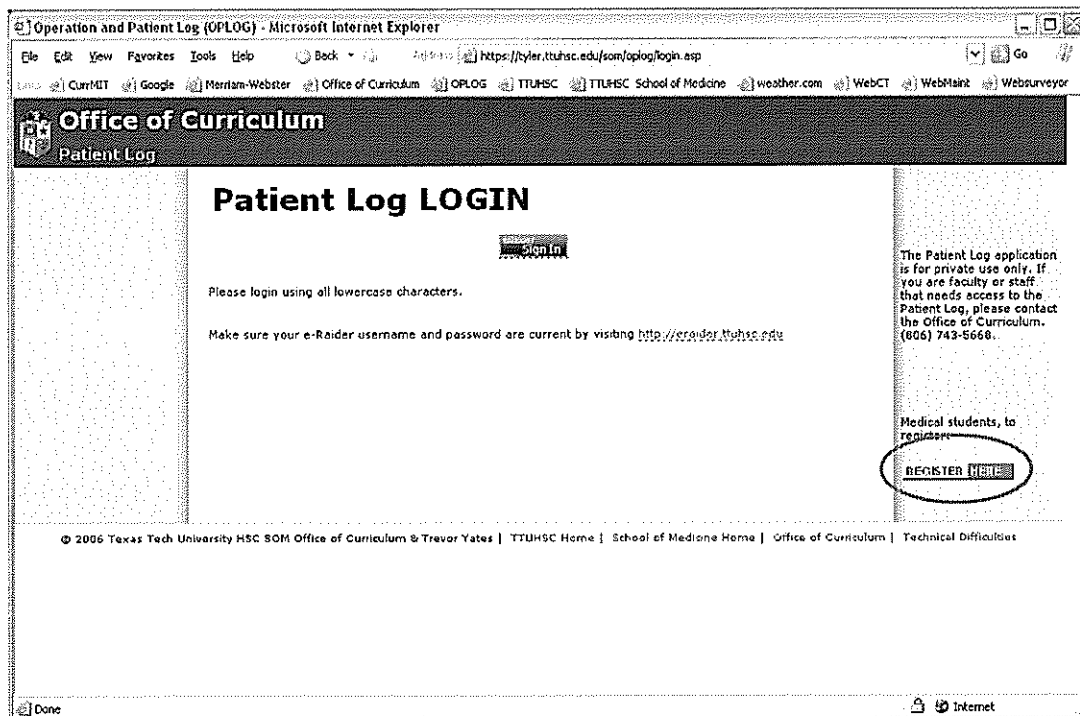 Operation and Patient Log (OPLOG) - Microsoft Internet Explorer
File Edit View Favorites Tools Help Back Address https://tyler.ttuhsc.edu/som/oplog/login.asp Go
Links CurrMIT Google Merriam-Webster Office of Curriculum OPLOG TTUHSC TTUHSC School of Medicine weather.com WebCT WebMaint Websurveyor
Office of Curriculum
Patient Log
Patient Log LOGIN
Sign In
Please login using all lowercase characters.
Make sure your e-Raider username and password are current by visiting http://eraider.ttuhsc.edu
The Patient Log application
is for private use only. If
you are faculty or staff
that needs access to the
Patient Log, please contact
the Office of Curriculum.
(806) 743-5668.
Medical students, to
register:
REGISTER HERE
© 2006 Texas Tech University HSC SOM Office of Curriculum & Trevor Yates | TTUHSC Home | School of Medicine Home | Office of Curriculum | Technical Difficulties
Done Internet